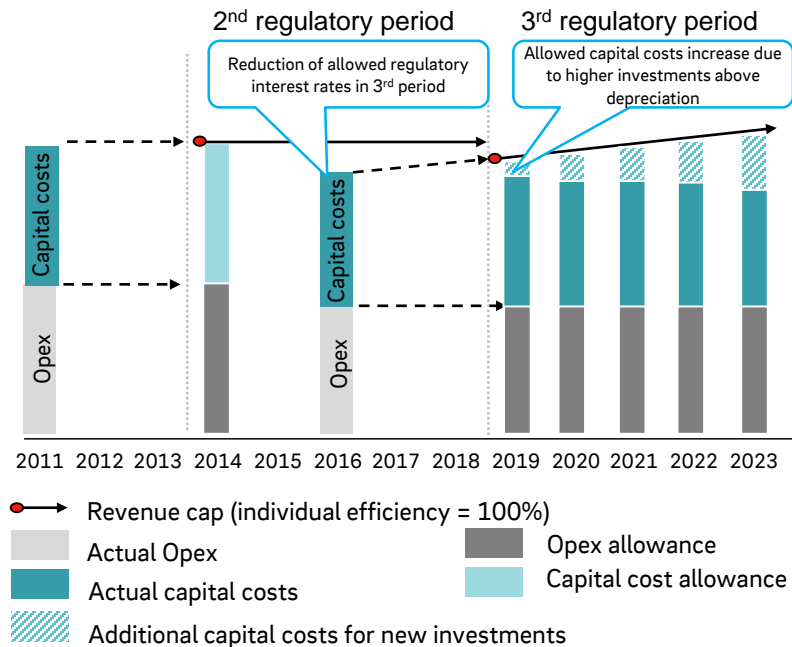 2nd regulatory period
3rd regulatory period
Reduction of allowed regulatory
interest rates in 3rd period
Allowed capital costs increase due
to higher investments above
depreciation
Capital costs
Opex
Capital costs
Opex
2011 2012 2013 2014 2015 2016 2017 2018 2019 2020 2021 2022 2023
Revenue cap (individual efficiency = 100%)
Actual Opex
Opex allowance
Actual capital costs
Capital cost allowance
Additional capital costs for new investments